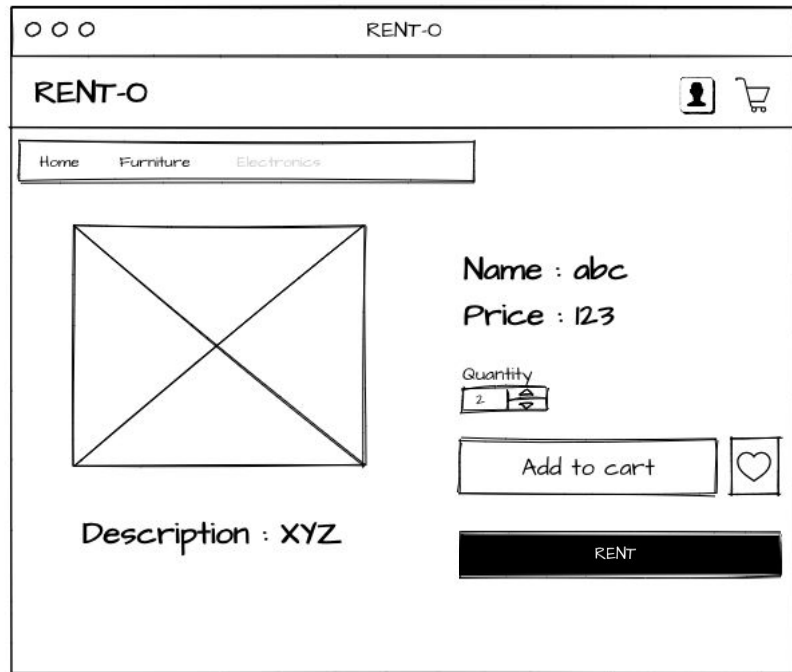 RENT-O
RENT-O
Home Furniture Electronics
Name : abc
Price : 123
Quantity
2
Add to cart
Description : XYZ
RENT